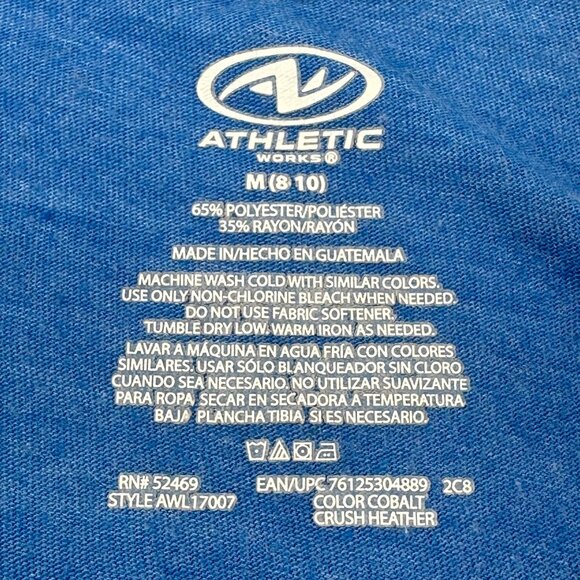 ATHLETIC
WORKS®
M (8 10)
65% POLYESTER/POLIÉSTER
35% RAYON/RAYÓN
MADE IN/HECHO EN GUATEMALA
MACHINE WASH COLD WITH SIMILAR COLORS.
USE ONLY NON-CHLORINE BLEACH WHEN NEEDED.
DO NOT USE FABRIC SOFTENER.
TUMBLE DRY LOW. WARM IRON AS NEEDED.
LAVAR A MÁQUINA EN AGUA FRÍA CON COLORES
SIMILARES. USAR SÓLO BLANQUEADOR SIN CLORO
CUANDO SEA NECESARIO. NO UTILIZAR SUAVIZANTE
PARA ROPA. SECAR EN SECADORA A TEMPERATURA
BAJA. PLANCHA TIBIA, SI ES NECESARIO.
RN# 52469 EAN/UPC 76125304889 2C8
STYLE AWL17007 COLOR COBALT
CRUSH HEATHER